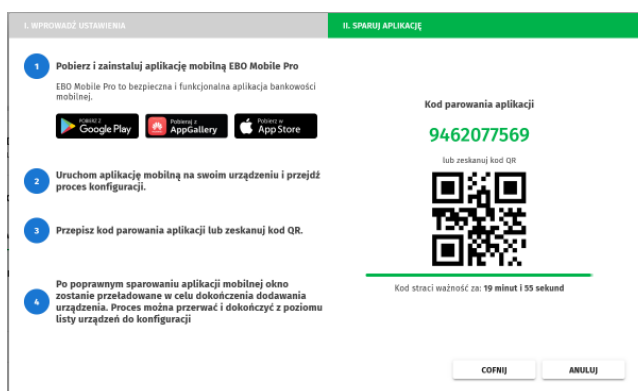 I. WPROWADŹ USTAWIENIA
II. SPARUJ APLIKACJĘ
1 Pobierz i zainstaluj aplikację mobilną EBO Mobile Pro
EBO Mobile Pro to bezpieczna i funkcjonalna aplikacja bankowości
mobilnej.
POBIERZ Z
Google Play
Pobieraj z
AppGallery
Pobierz w
App Store
2 Uruchom aplikację mobilną na swoim urządzeniu i przejdź
proces konfiguracji.
3 Przepisz kod parowania aplikacji lub zeskanuj kod QR.
4 Po poprawnym sparowaniu aplikacji mobilnej okno
zostanie przeładowane w celu dokończenia dodawania
urządzenia. Proces można przerwać i dokończyć z poziomu
listy urządzeń do konfiguracji
Kod parowania aplikacji
9462077569
lub zeskanuj kod QR
Kod straci ważność za: 19 minut i 55 sekund
COFNIJ
ANULUJ